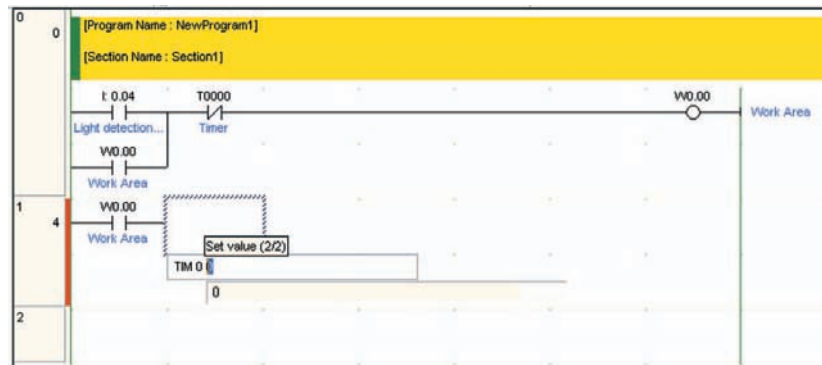 0
0
[Program Name : NewProgram1]
[Section Name : Section1]
I: 0.04 T0000 W0.00
Work Area
Light detection... Timer
W0.00
Work Area
1
4
W0.00
Work Area
Set value (2/2)
TIM 0 0
0
2